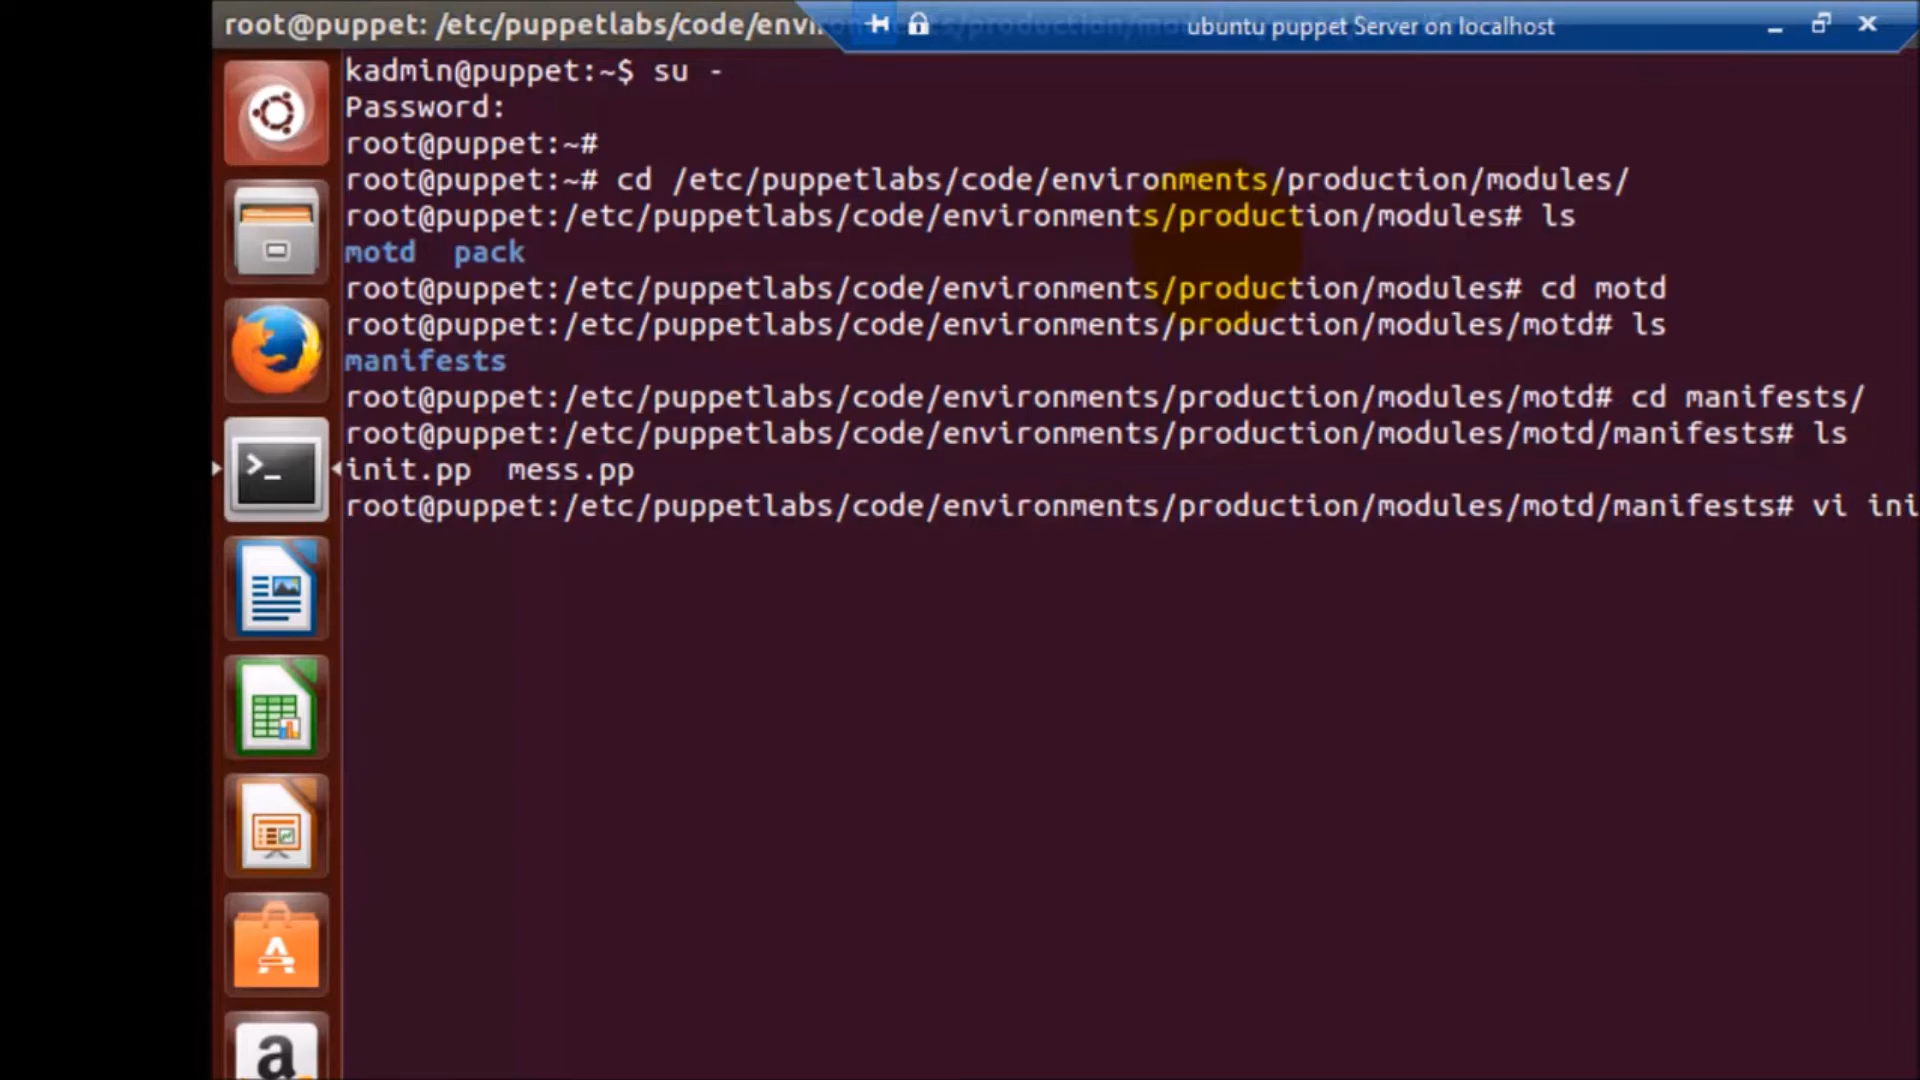 root@puppet: /etc/puppetlabs/code/envir
ubuntu puppet Server on localhost
kadmin@puppet:~$ su -
Password:
root@puppet:~#
root@puppet:~# cd /etc/puppetlabs/code/environments/production/modules/
root@puppet:/etc/puppetlabs/code/environments/production/modules# ls
motd  pack
root@puppet:/etc/puppetlabs/code/environments/production/modules# cd motd
root@puppet:/etc/puppetlabs/code/environments/production/modules/motd# ls
manifests
root@puppet:/etc/puppetlabs/code/environments/production/modules/motd# cd manifests/
root@puppet:/etc/puppetlabs/code/environments/production/modules/motd/manifests# ls
init.pp  mess.pp
root@puppet:/etc/puppetlabs/code/environments/production/modules/motd/manifests# vi ini